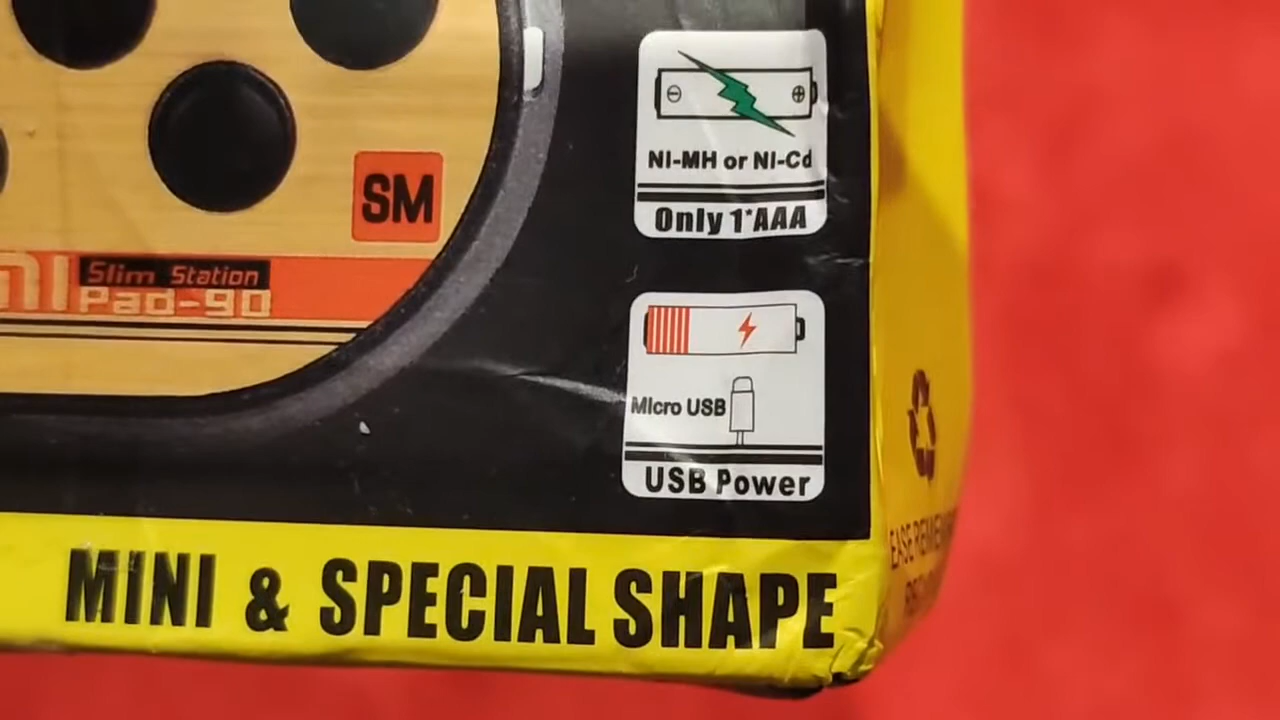 NI-MH or NI-Cd
Only 1*AAA
SM
Slim Station
Pad-90
Micro USB
USB Power
MINI & SPECIAL SHAPE